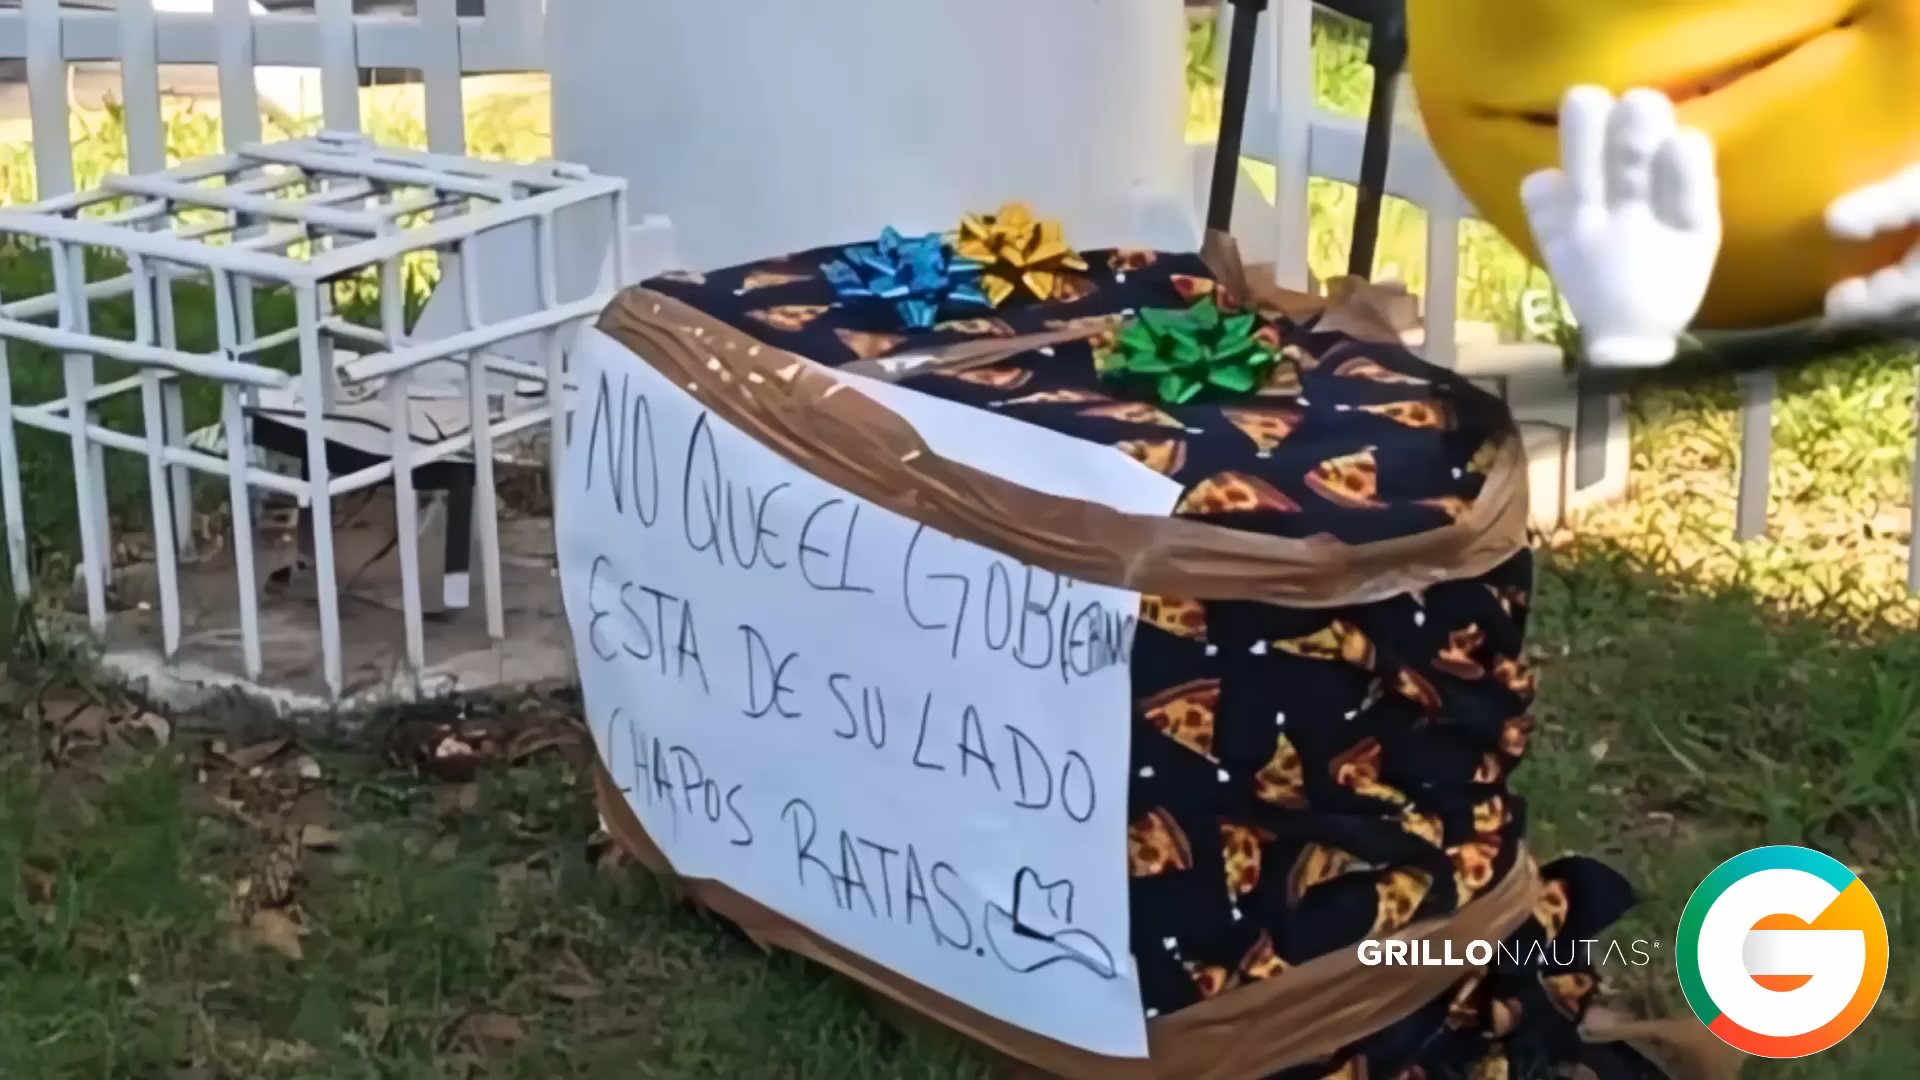 NO QUE EL GOBIERNO
ESTA DE SU LADO
CHAPOS RATAS.
GRILLONAUTAS
G